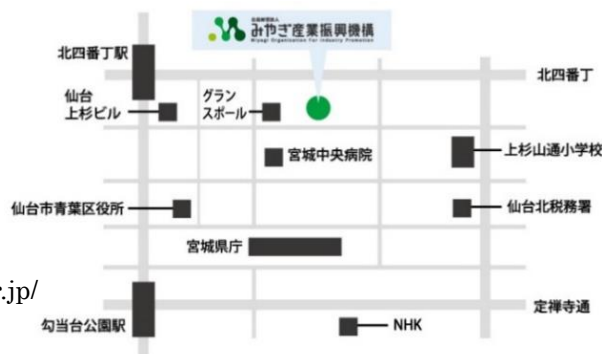 公益財団法人
みやぎ産業振興機構
Miyagi Organization for Industry Promotion
北四番丁駅
北四番丁
仙台
上杉ビル
グラン
スポール
宮城中央病院
上杉山通小学校
仙台市青葉区役所
仙台北税務署
宮城県庁
.jp/
定禅寺通
勾当台公園駅
NHK